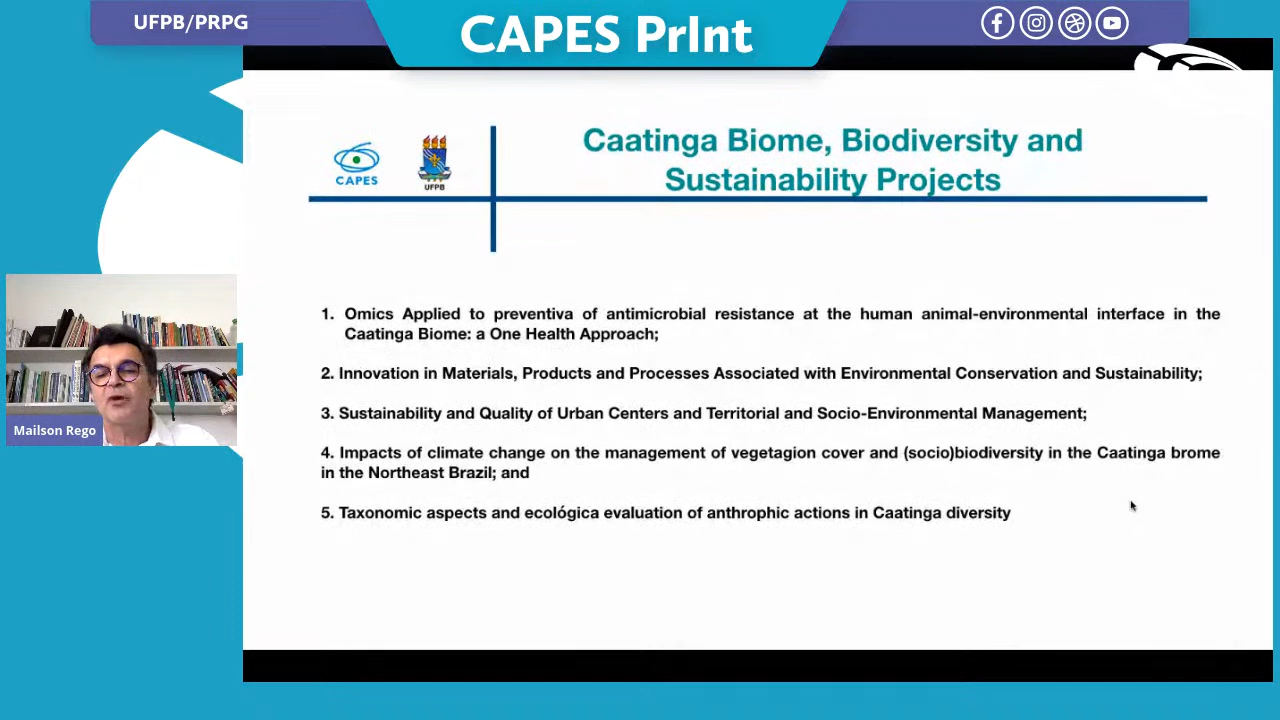 UFPB/PRPG
CAPES PrInt
CAPES
UFPB
Caatinga Biome, Biodiversity and
Sustainability Projects
1. Omics Applied to preventiva of antimicrobial resistance at the human animal-environmental interface in the
Caatinga Biome: a One Health Approach;
2. Innovation in Materials, Products and Processes Associated with Environmental Conservation and Sustainability;
3. Sustainability and Quality of Urban Centers and Territorial and Socio-Environmental Management;
4. Impacts of climate change on the management of vegetagion cover and (socio)biodiversity in the Caatinga brome
in the Northeast Brazil; and
5. Taxonomic aspects and ecológica evaluation of anthrophic actions in Caatinga diversity
Mailson Rego